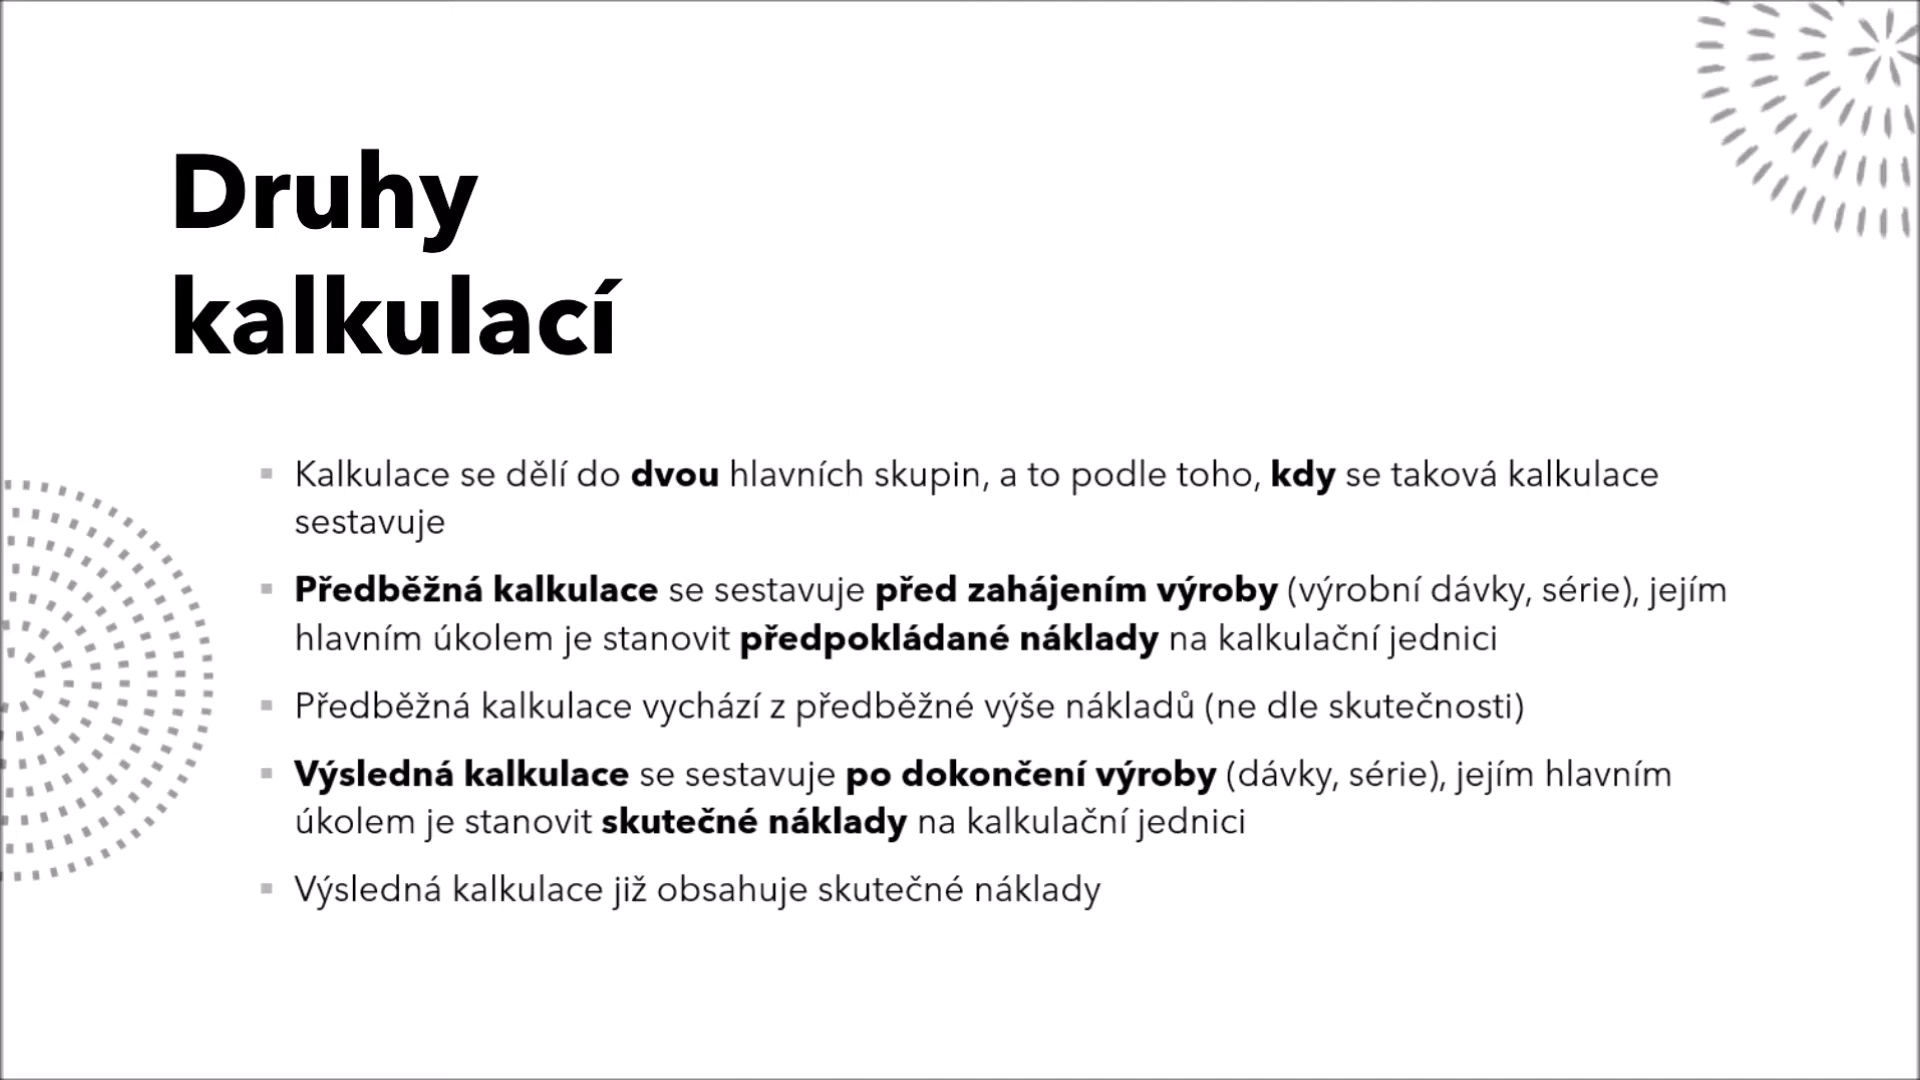 Druhy
kalkulací
Kalkulace se dělí do dvou hlavních skupin, a to podle toho, kdy se taková kalkulace
sestavuje
Předběžná kalkulace se sestavuje před zahájením výroby (výrobní dávky, série), jejím
hlavním úkolem je stanovit předpokládané náklady na kalkulační jednici
Předběžná kalkulace vychází z předběžné výše nákladů (ne dle skutečnosti)
Výsledná kalkulace se sestavuje po dokončení výroby (dávky, série), jejím hlavním
úkolem je stanovit skutečné náklady na kalkulační jednici
Výsledná kalkulace již obsahuje skutečné náklady